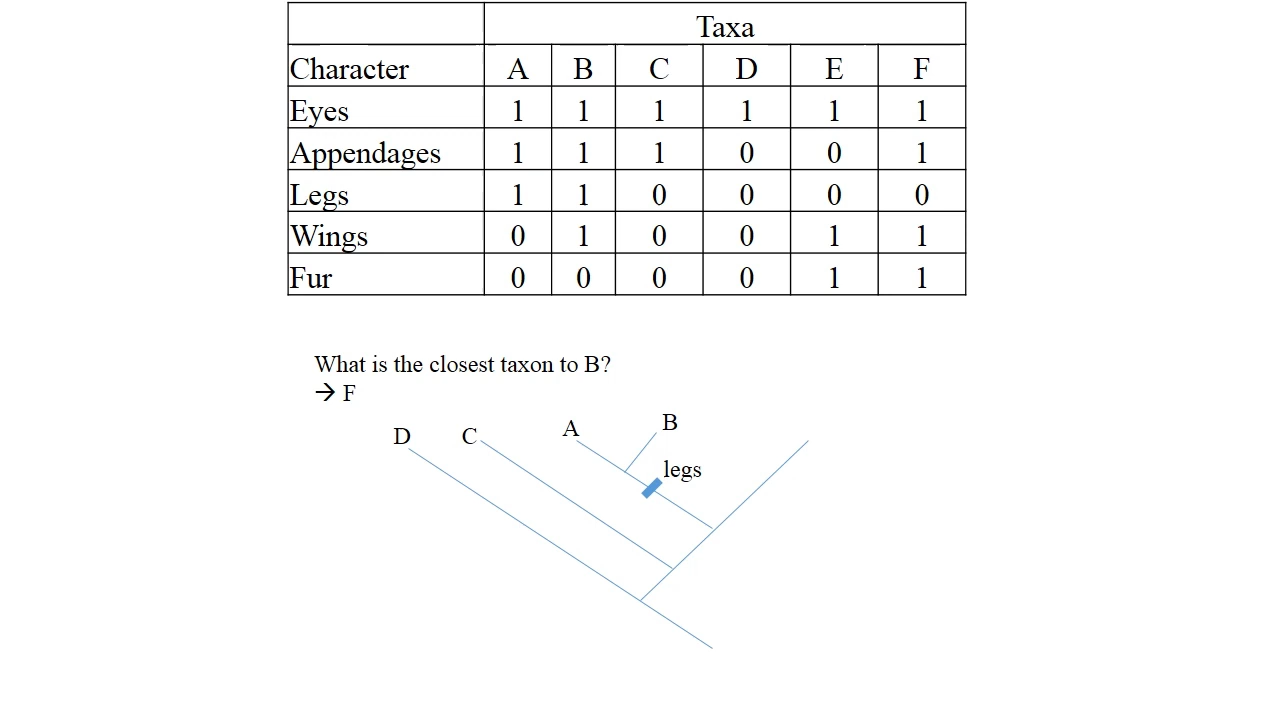 Taxa
Character A B C D E F
Eyes 1 1 1 1 1 1
Appendages 1 1 1 0 0 1
Legs 1 1 0 0 0 0
Wings 0 1 0 0 1 1
Fur 0 0 0 0 1 1
What is the closest taxon to B?
→ F
D C A B
legs